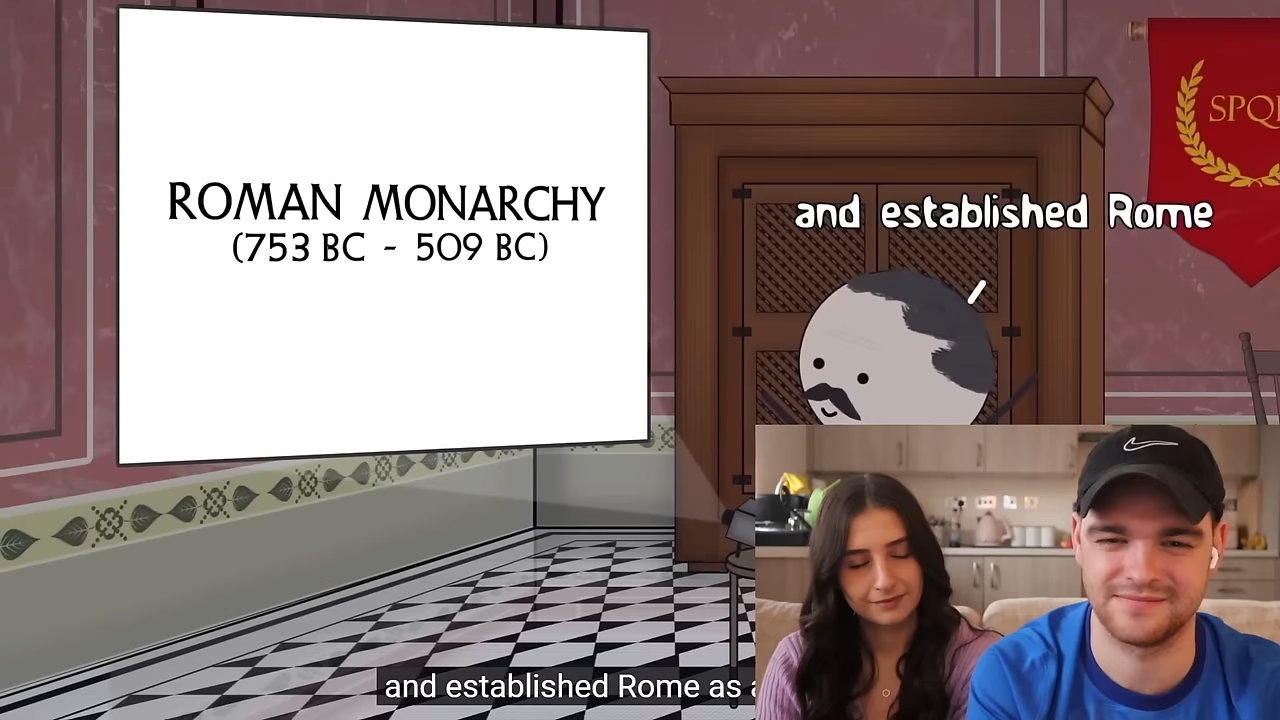 ROMAN MONARCHY
(753 BC - 509 BC)
SPQ
and established Rome
and established Rome as